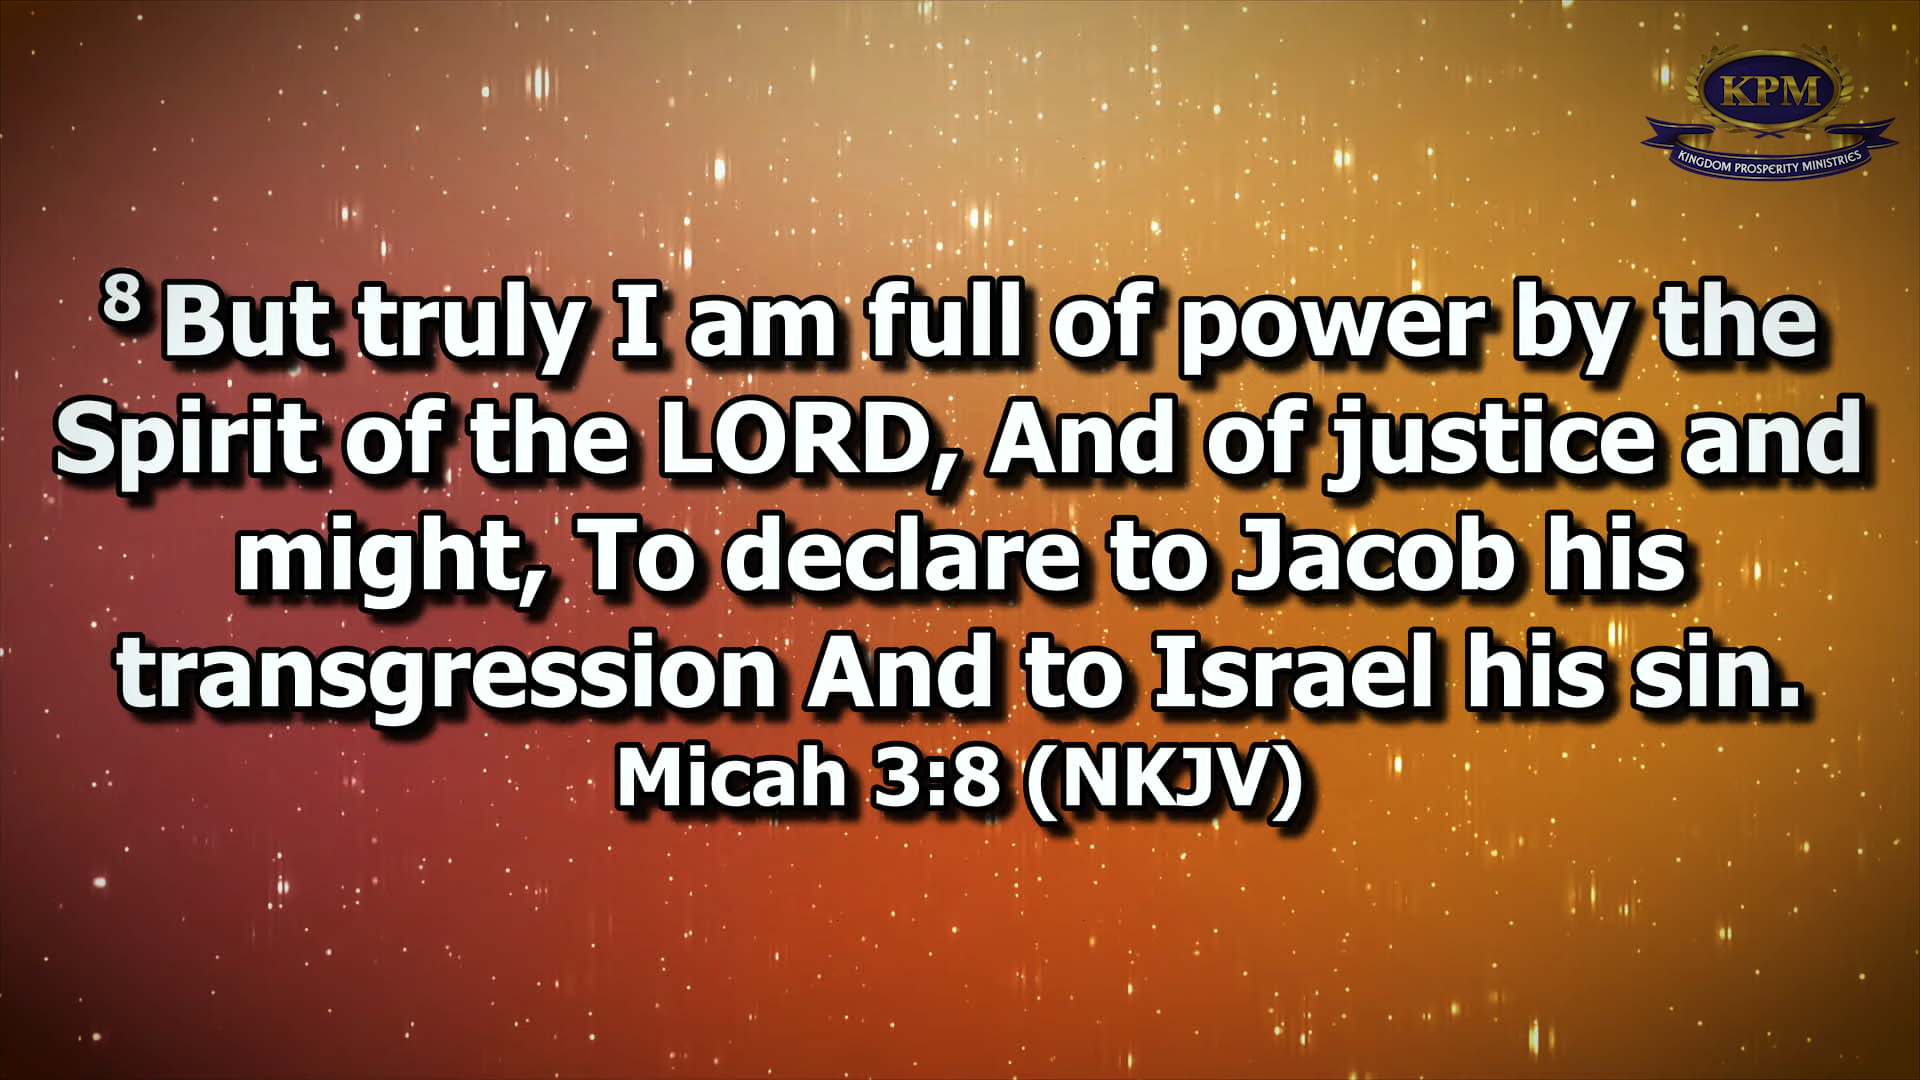 KPM
KINGDOM PROSPERITY MINISTRIES
8 But truly I am full of power by the
Spirit of the LORD, And of justice and
might, To declare to Jacob his
transgression And to Israel his sin.
Micah 3:8 (NKJV)